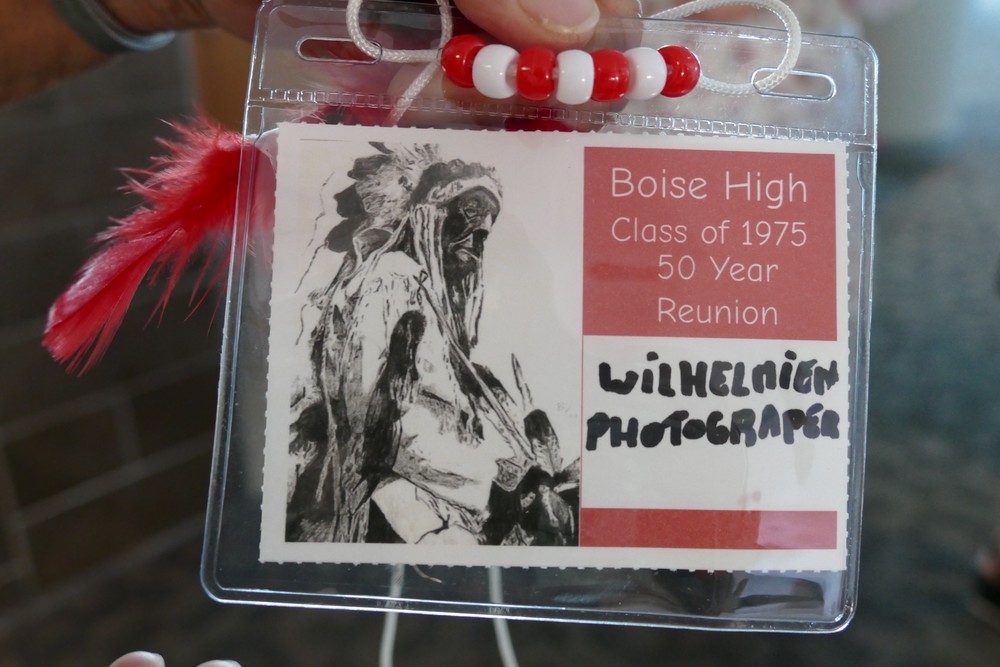 Boise High
Class of 1975
50 Year
Reunion
WiLHELMiEN
PHOTOGRAPER